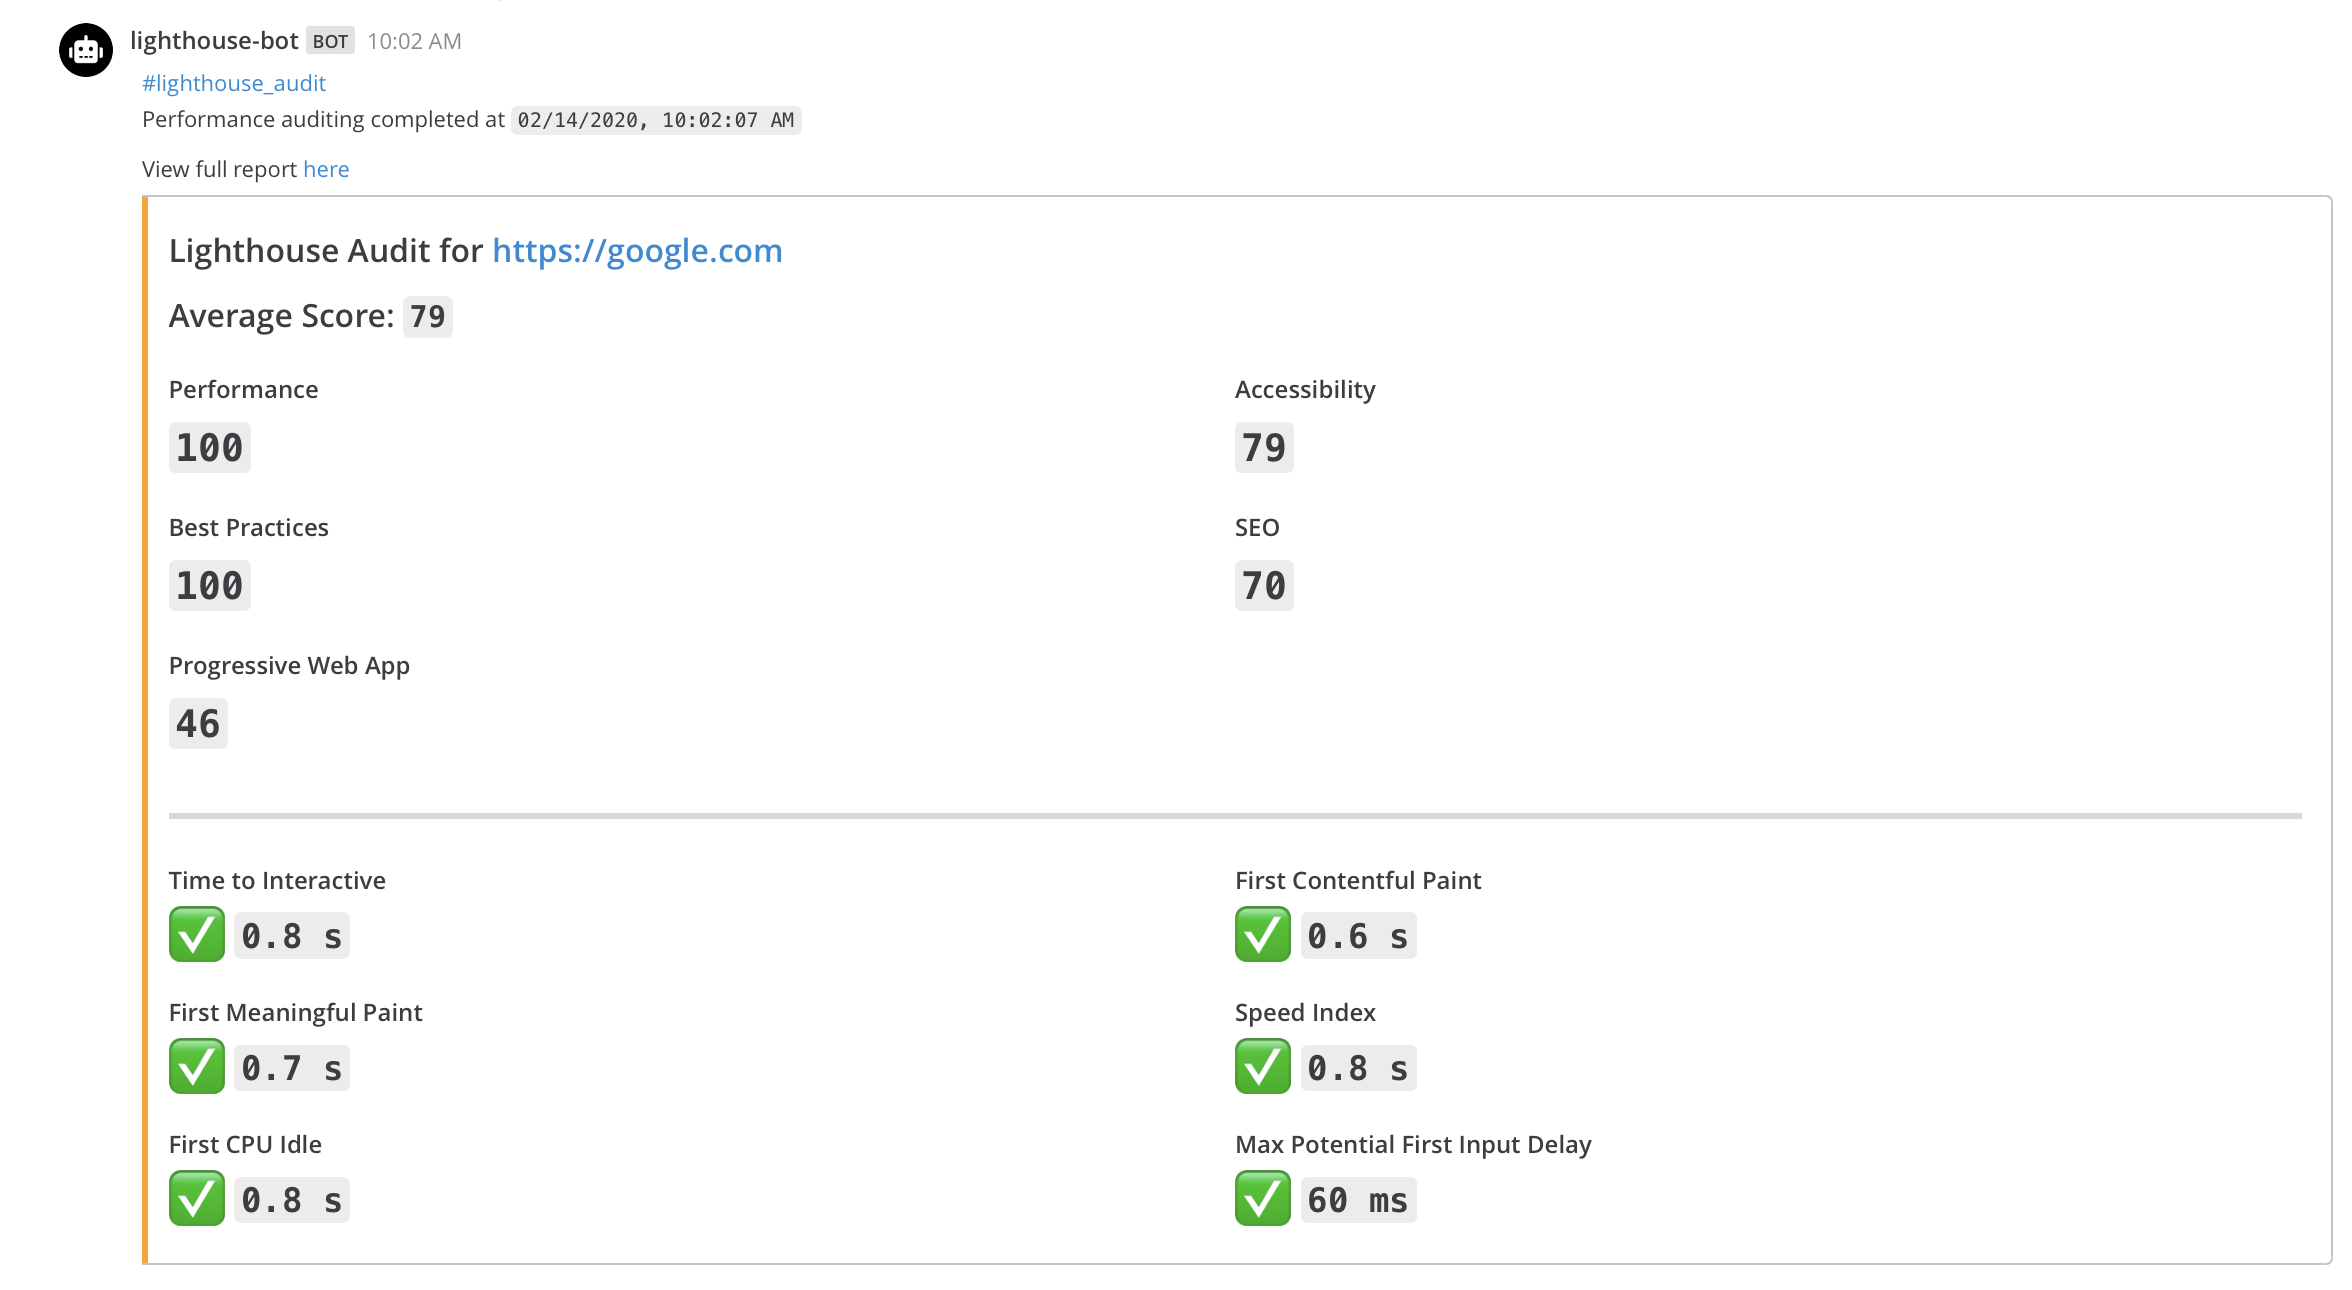 lighthouse-bot BOT 10:02 AM
#lighthouse_audit
Performance auditing completed at 02/14/2020, 10:02:07 AM
View full report here
Lighthouse Audit for https://google.com
Average Score: 79
Performance
100
Accessibility
79
Best Practices
100
SEO
70
Progressive Web App
46
Time to Interactive
✅ 0.8 s
First Contentful Paint
✅ 0.6 s
First Meaningful Paint
✅ 0.7 s
Speed Index
✅ 0.8 s
First CPU Idle
✅ 0.8 s
Max Potential First Input Delay
✅ 60 ms